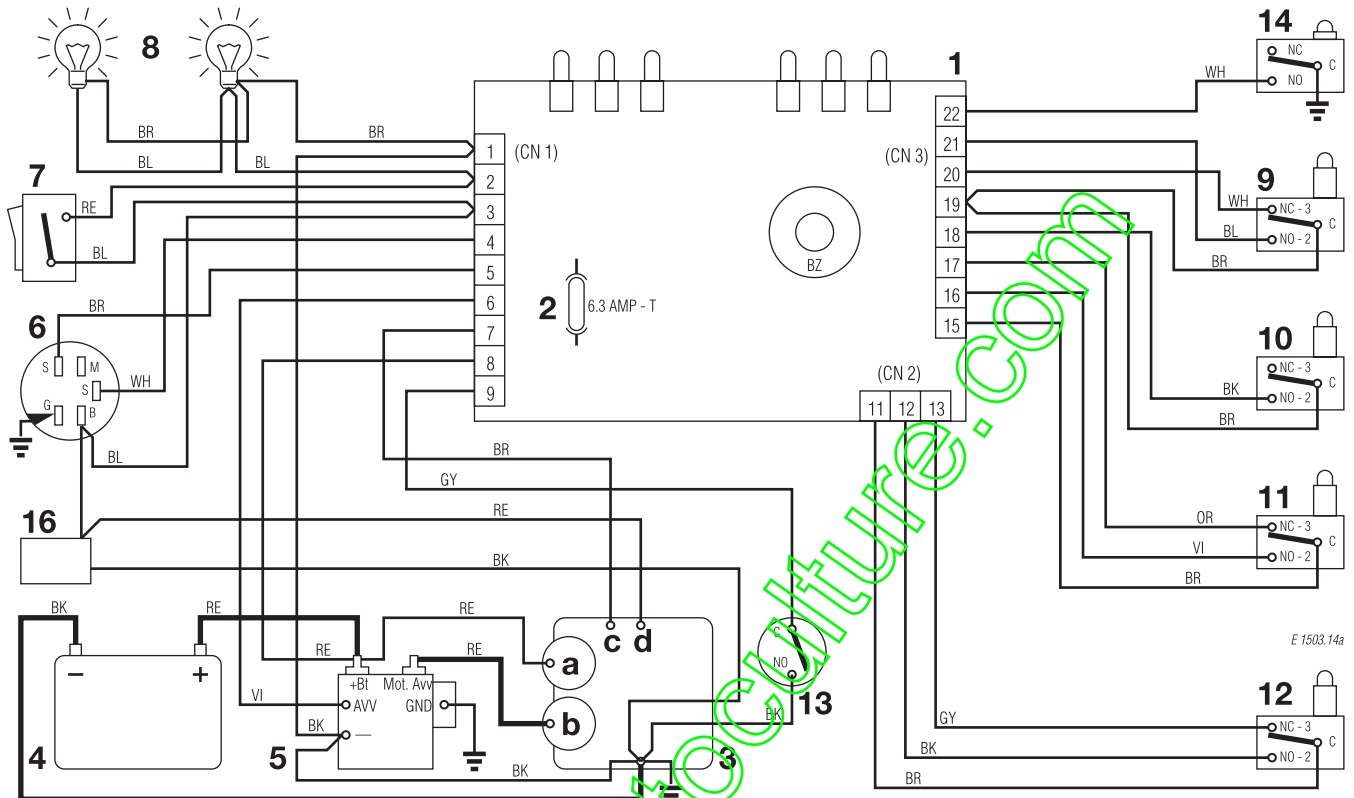 8
1
14
NC
C
NO
WH
BR
BR
BL
BL
1
2
3
4
5
6
7
8
9
(CN 1)
(CN 3)
22
21
20
19
18
17
16
15
7
RE
BL
9
WH
NC - 3
C
NO - 2
BL
BR
BZ
2
6.3 AMP - T
6
BR
S
M
S
WH
G
B
BL
10
NC - 3
C
NO - 2
BK
BR
(CN 2)
11
12
13
BR
GY
RE
BK
16
11
OR
NC - 3
C
NO - 2
VI
BR
E 1503.14a
BK
RE
RE
RE
c
d
a
b
C
NO
13
BK
4
+Bt
Mot. Avv
AVV
GND
VI
BK
5
BK
3
12
GY
NC - 3
C
NO - 2
BK
BR
toculture.com